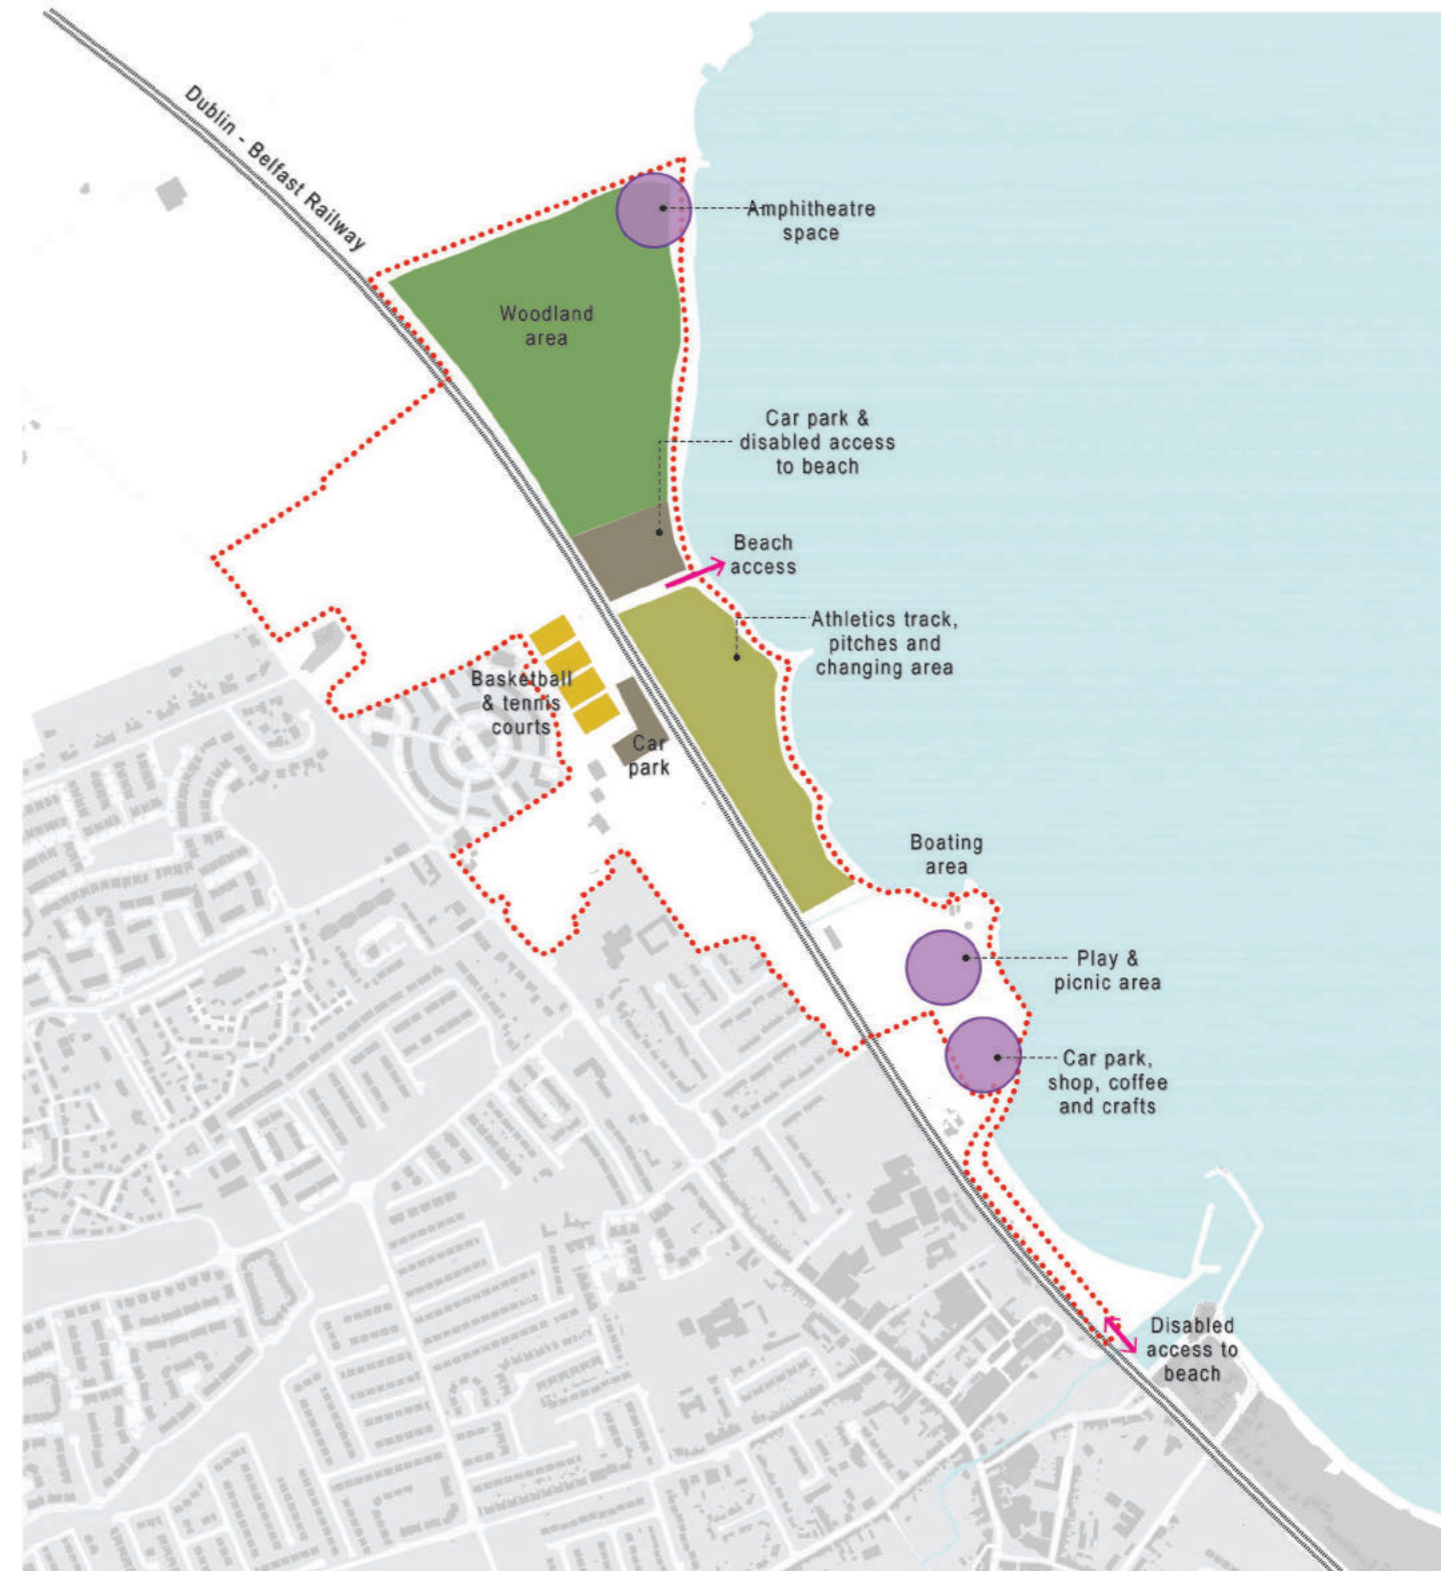 Dublin - Belfast Railway
Amphitheatre
space
Woodland
area
Car park &
disabled access
to beach
Beach
access
Athletics track,
pitches and
changing area
Basketball
& tennis
courts
Car
park
Boating
area
Play &
picnic area
Car park,
shop, coffee
and crafts
Disabled
access to
beach